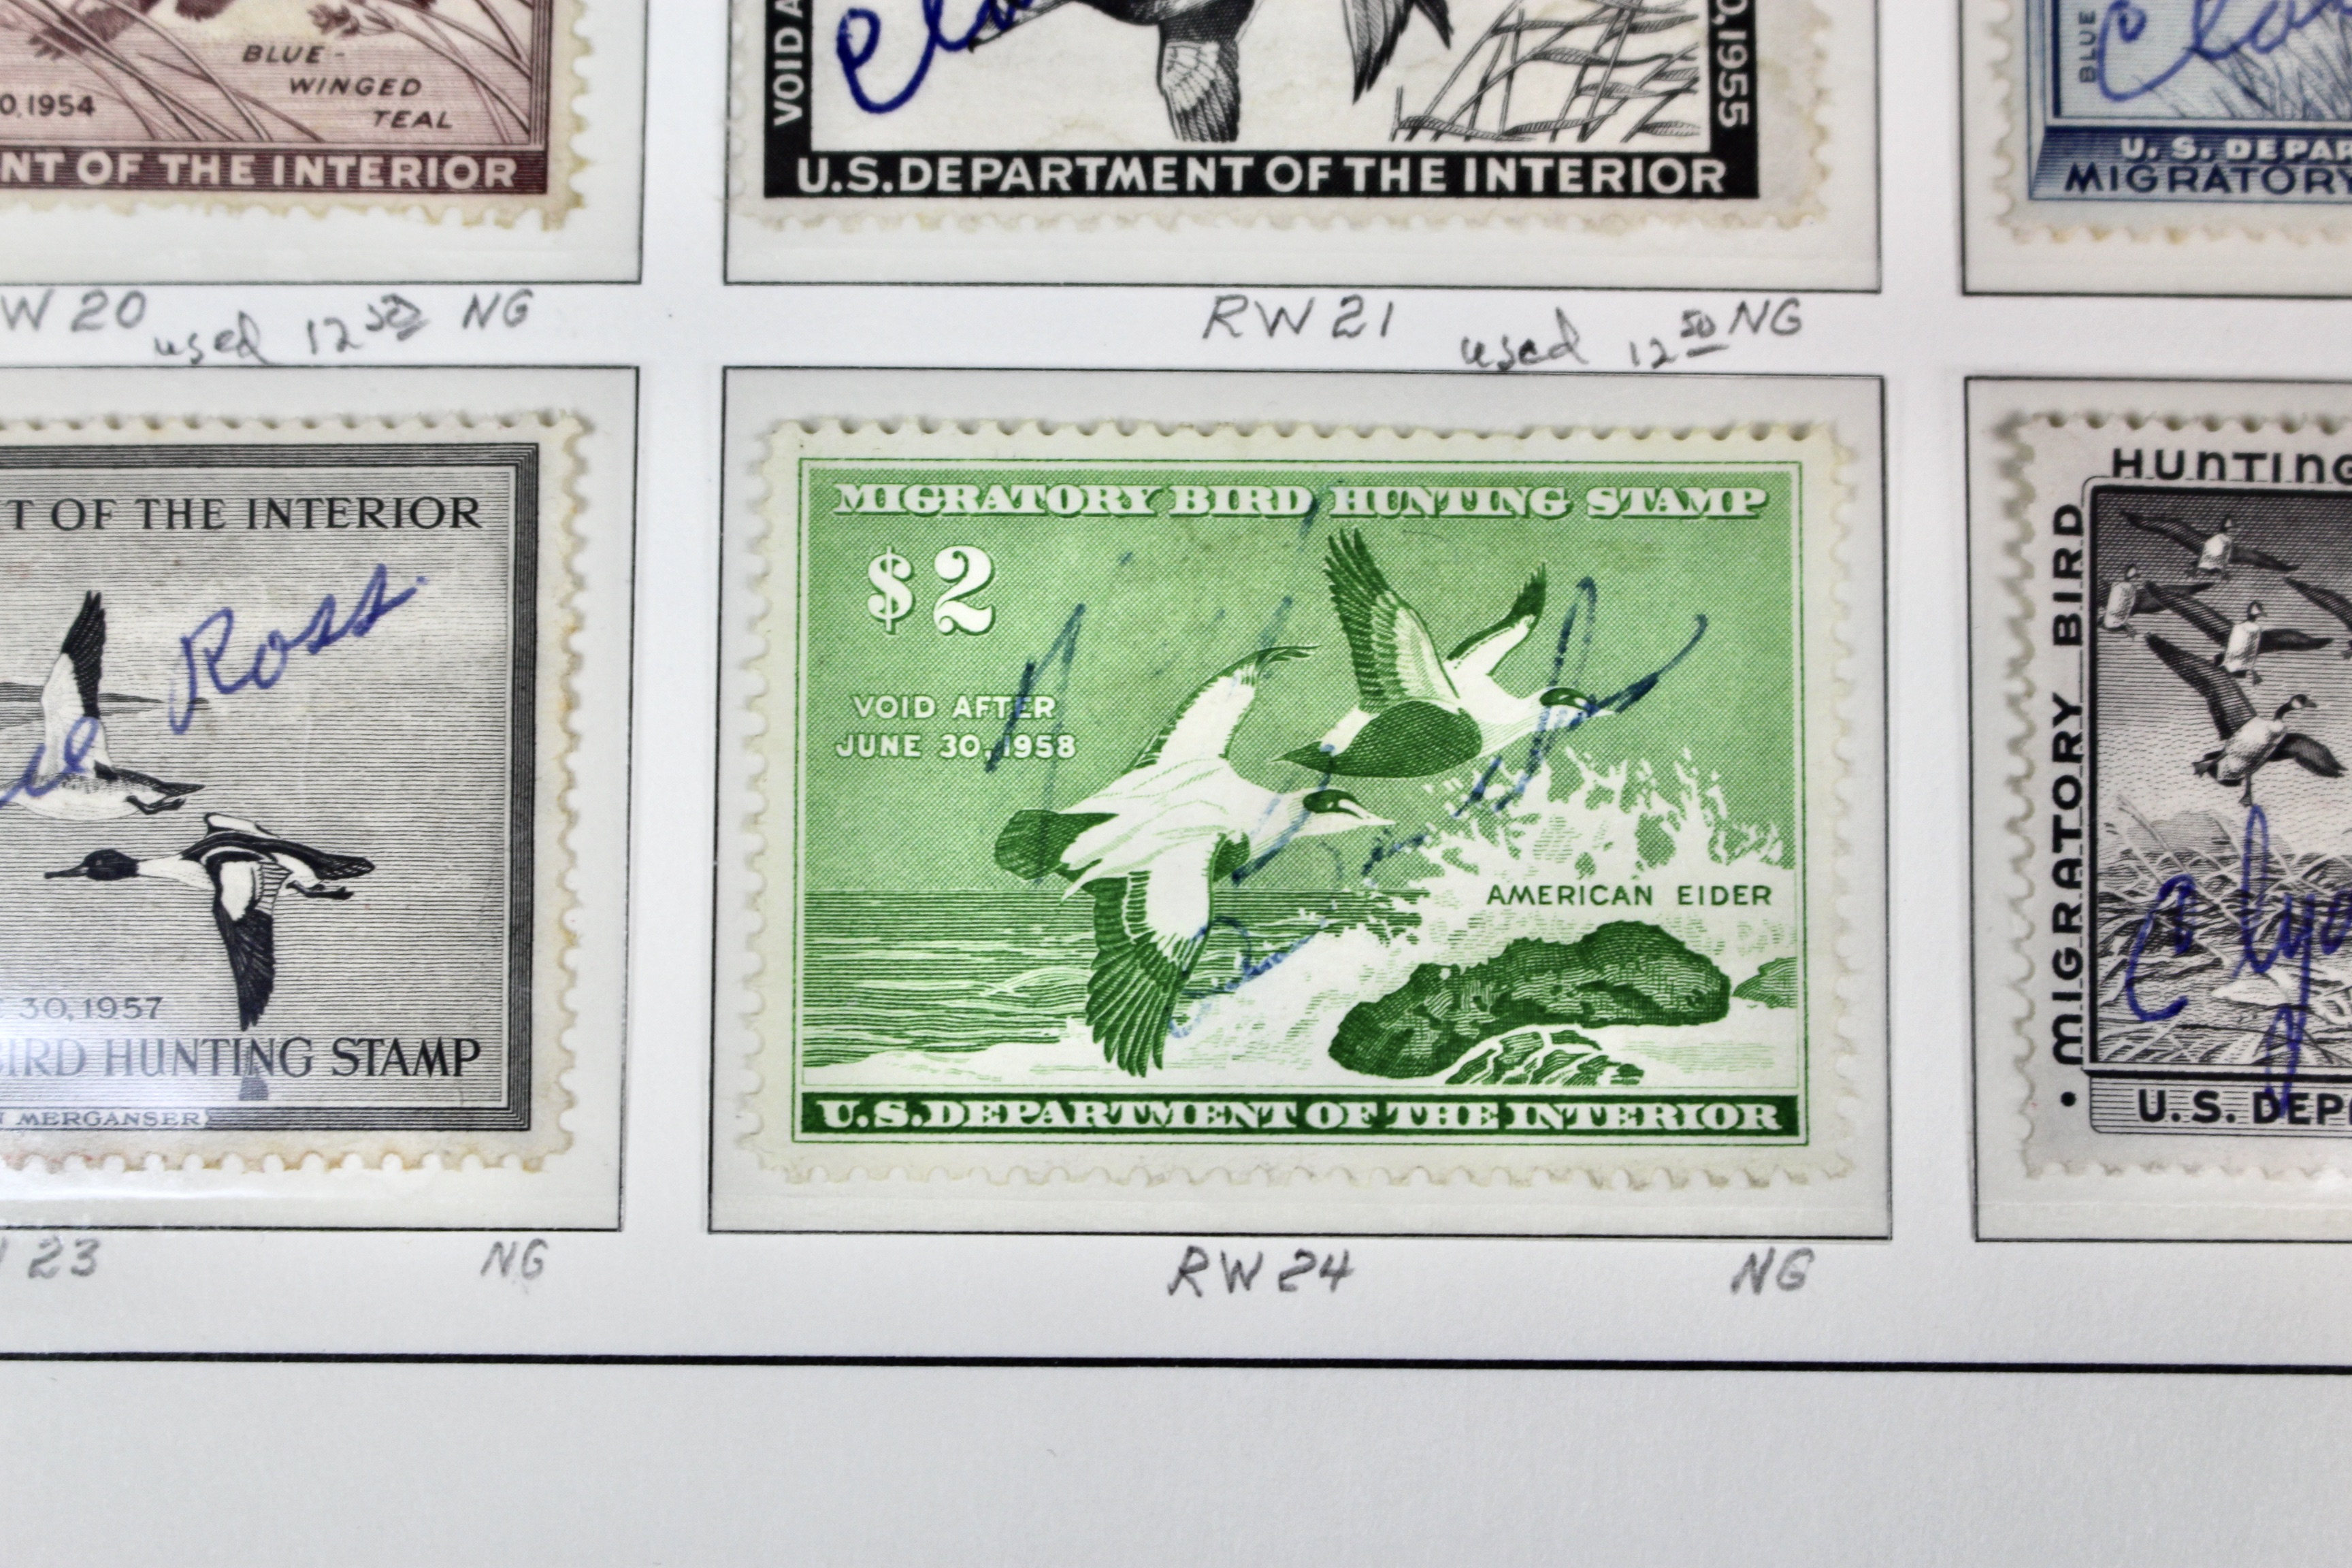 BLUE-
WINGED
TEAL
0, 1954
NT OF THE INTERIOR
W 20 used 12 50 NG
VOID A
0, 1955
U.S. DEPARTMENT OF THE INTERIOR
RW 21 used 12 50 NG
BLUE
U. S. DEPAR
MIGRATORY
T OF THE INTERIOR
Ross
30, 1957
BIRD HUNTING STAMP
MERGANSER
23 NG
MIGRATORY BIRD HUNTING STAMP
$2
VOID AFTER
JUNE 30, 1958
AMERICAN EIDER
U.S. DEPARTMENT OF THE INTERIOR
RW 24 NG
HUNTING
• MIGRATORY BIRD
U.S. DEP